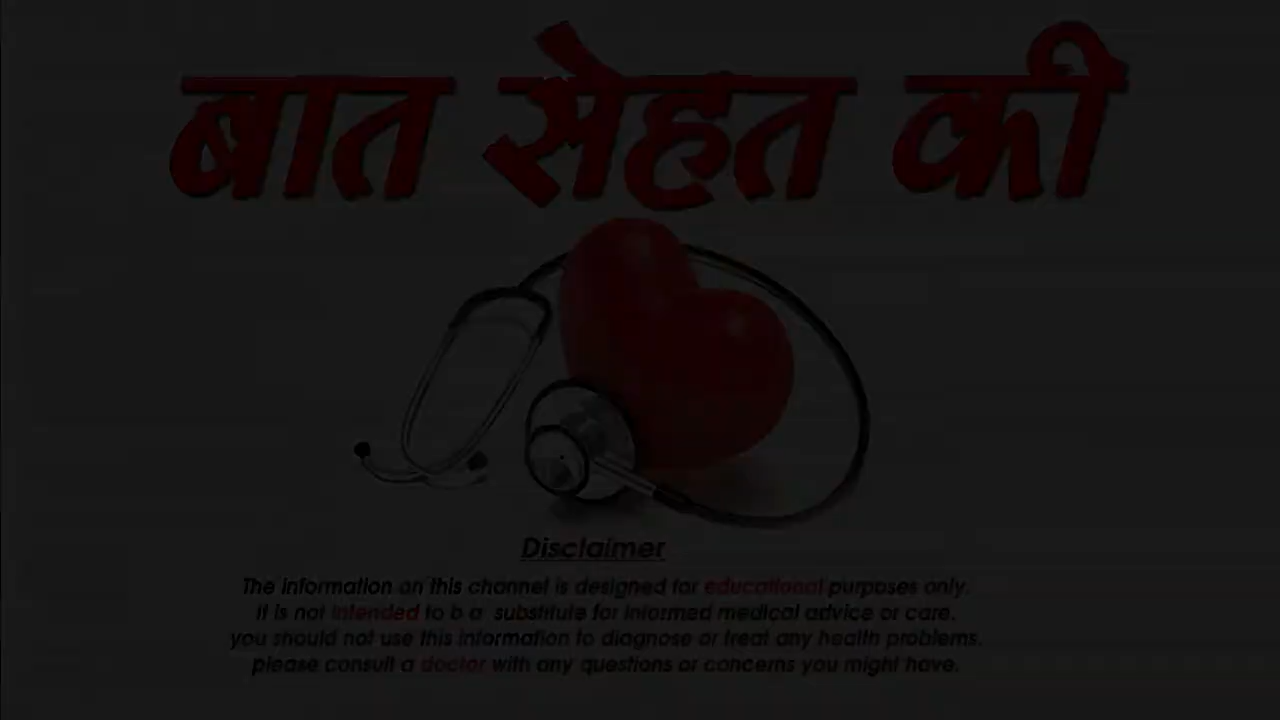 बात सेहत की
Disclaimer
The information on this channel is designed for educational purposes only.
it is not intended to b a substitute for informed medical advice or care.
you should not use this information to diagnose or treat any health problems.
please consult a doctor with any questions or concerns you might have.